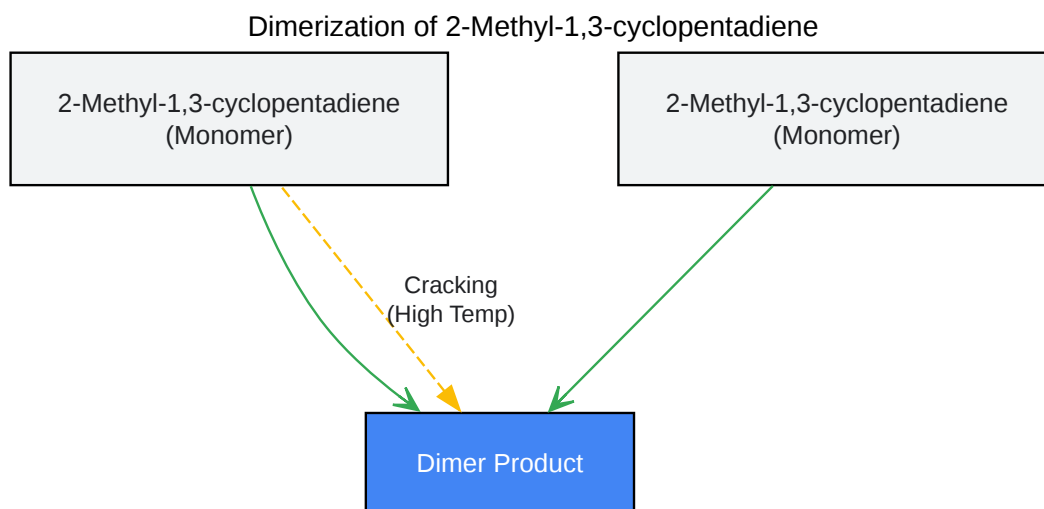 Dimerization of 2-Methyl-1,3-cyclopentadiene
2-Methyl-1,3-cyclopentadiene
(Monomer)
2-Methyl-1,3-cyclopentadiene
(Monomer)
Cracking
(High Temp)
Dimer Product